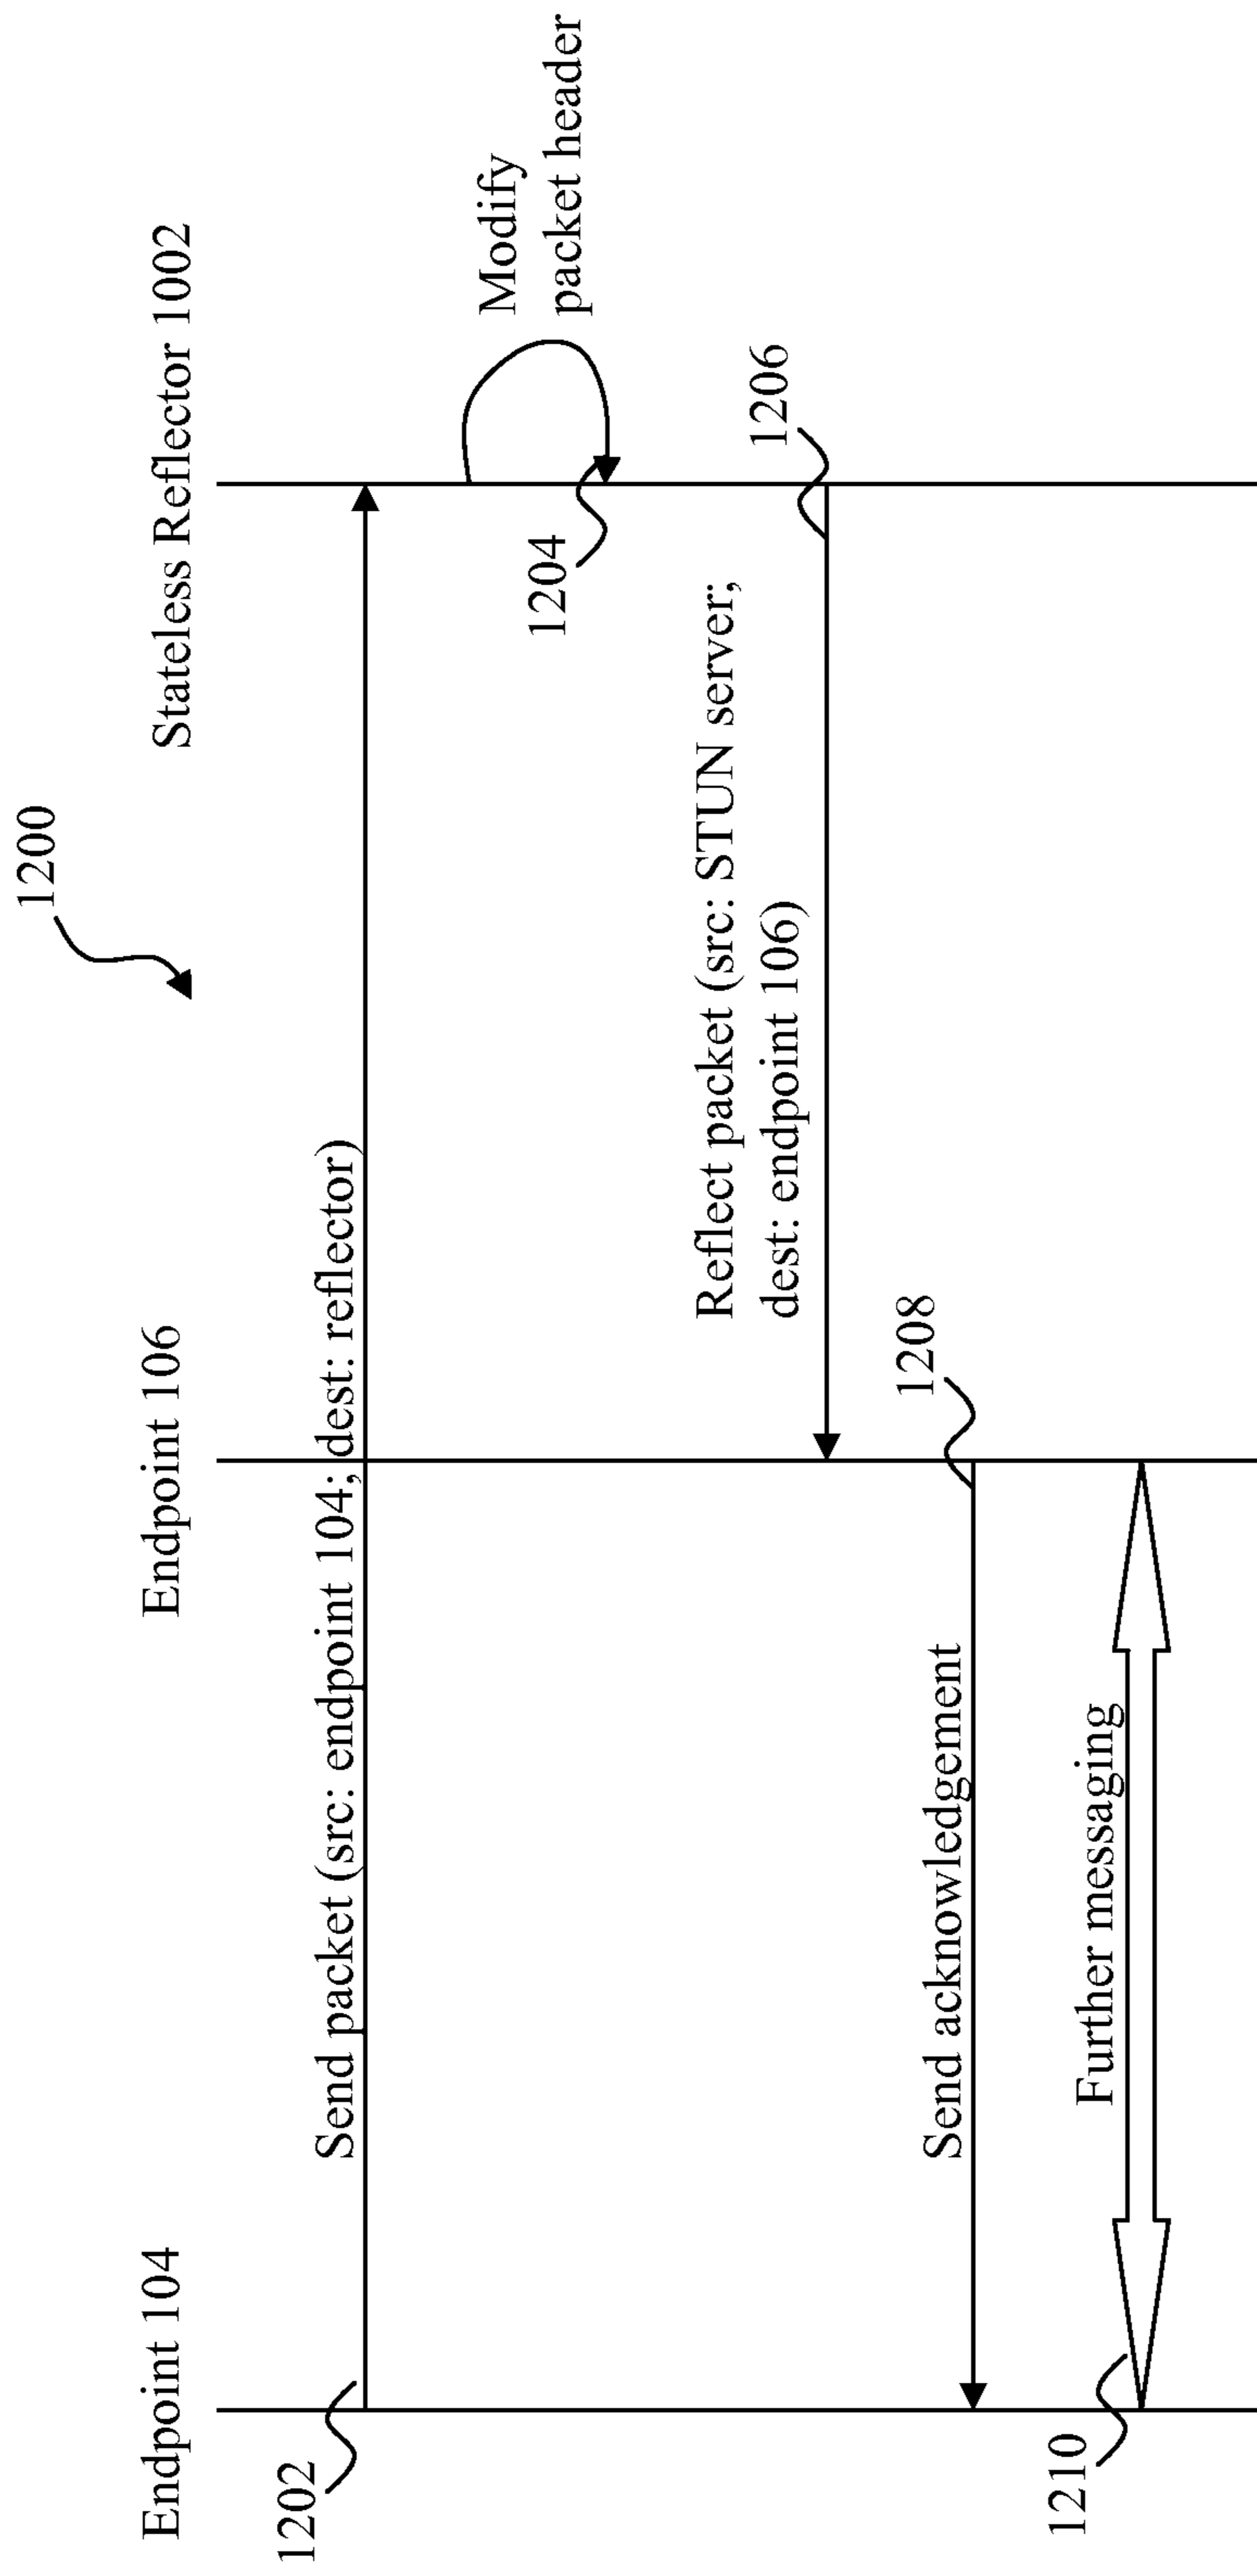 1200
Endpoint 104
Endpoint 106
Stateless Reflector 1002
1202
Send packet (src: endpoint 104; dest: reflector)
Modify
packet header
1204
Reflect packet (src: STUN server;
dest: endpoint 106)
1206
1208
Send acknowledgement
Further messaging
1210